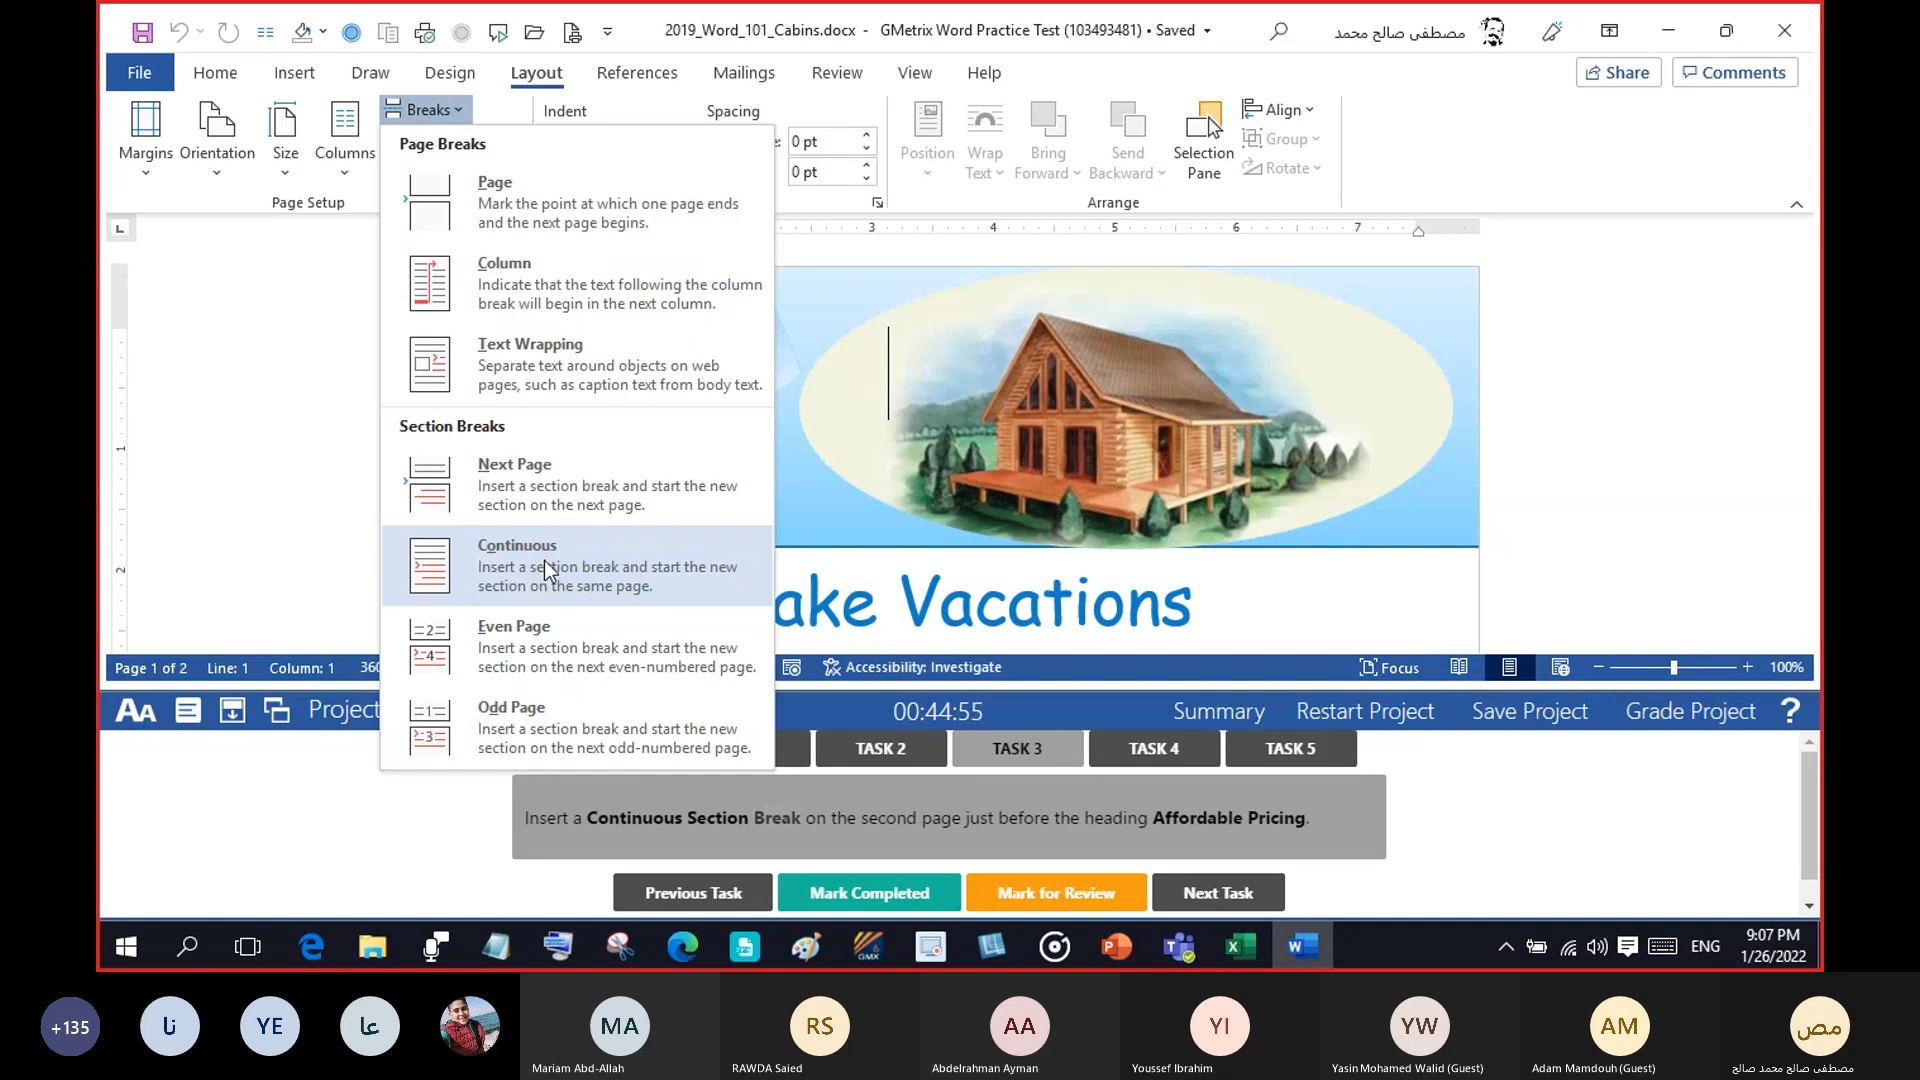 2019_Word_101_Cabins.docx - GMetrix Word Practice Test (103493481) • Saved
مصطفى صالح محمد
File Home Insert Draw Design Layout References Mailings Review View Help
Share Comments
Margins Orientation Size Columns
Breaks
Page Setup
Indent Spacing
0 pt
0 pt
Position Wrap Text Bring Forward Send Backward Selection Pane
Align
Group
Rotate
Arrange
Page Breaks
Page
Mark the point at which one page ends
and the next page begins.
Column
Indicate that the text following the column
break will begin in the next column.
Text Wrapping
Separate text around objects on web
pages, such as caption text from body text.
Section Breaks
Next Page
Insert a section break and start the new
section on the next page.
Continuous
Insert a section break and start the new
section on the same page.
Even Page
Insert a section break and start the new
section on the next even-numbered page.
Odd Page
Insert a section break and start the new
section on the next odd-numbered page.
3 4 5 6 7
1
2
ake Vacations
Page 1 of 2 Line: 1 Column: 1 360 Accessibility: Investigate Focus 100%
AA Project 00:44:55 Summary Restart Project Save Project Grade Project ?
TASK 2 TASK 3 TASK 4 TASK 5
Insert a Continuous Section Break on the second page just before the heading Affordable Pricing.
Previous Task Mark Completed Mark for Review Next Task
GMX
ENG
9:07 PM
1/26/2022
+135 نا YE عا MA RS AA YI YW AM مص
Mariam Abd-Allah RAWDA Saied Abdelrahman Ayman Youssef Ibrahim Yasin Mohamed Walid (Guest) Adam Mamdouh (Guest) مصطفى صالح محمد صالح